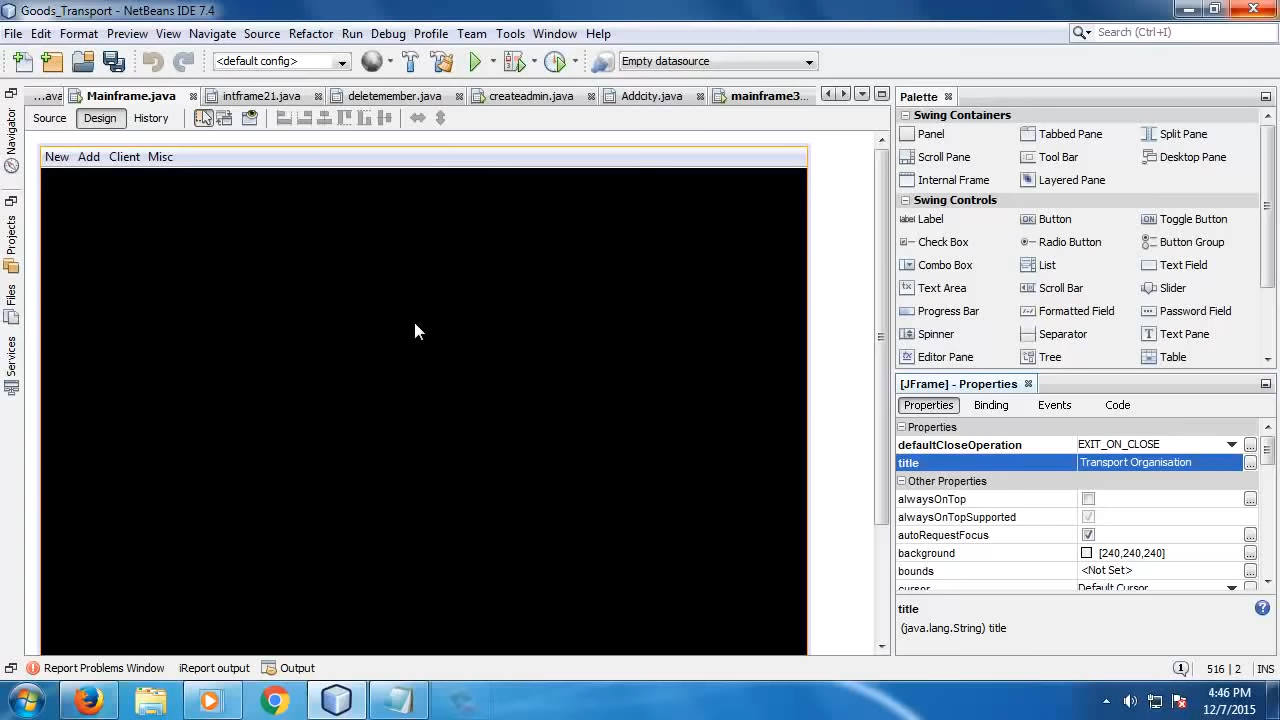 Goods_Transport - NetBeans IDE 7.4
File Edit Format Preview View Navigate Source Refactor Run Debug Profile Team Tools Window Help
Search (Ctrl+I)
<default config>
Empty datasource
...ava Mainframe.java intframe21.java deletemember.java createadmin.java Addcity.java mainframe3...
Source Design History
New Add Client Misc
Navigator
Projects
Files
Services
Palette
Swing Containers
Panel Tabbed Pane Split Pane
Scroll Pane Tool Bar Desktop Pane
Internal Frame Layered Pane
Swing Controls
label Label OK Button ON Toggle Button
Check Box Radio Button Button Group
Combo Box List Text Field
Text Area Scroll Bar Slider
Progress Bar Formatted Field Password Field
Spinner Separator Text Pane
Editor Pane Tree Table
[JFrame] - Properties
Properties Binding Events Code
Properties
defaultCloseOperation EXIT_ON_CLOSE
title Transport Organisation
Other Properties
alwaysOnTop
alwaysOnTopSupported
autoRequestFocus
background [240,240,240]
bounds <Not Set>
cursor Default Cursor
title
(java.lang.String) title
Report Problems Window iReport output Output
516 | 2 INS
4:46 PM
12/7/2015